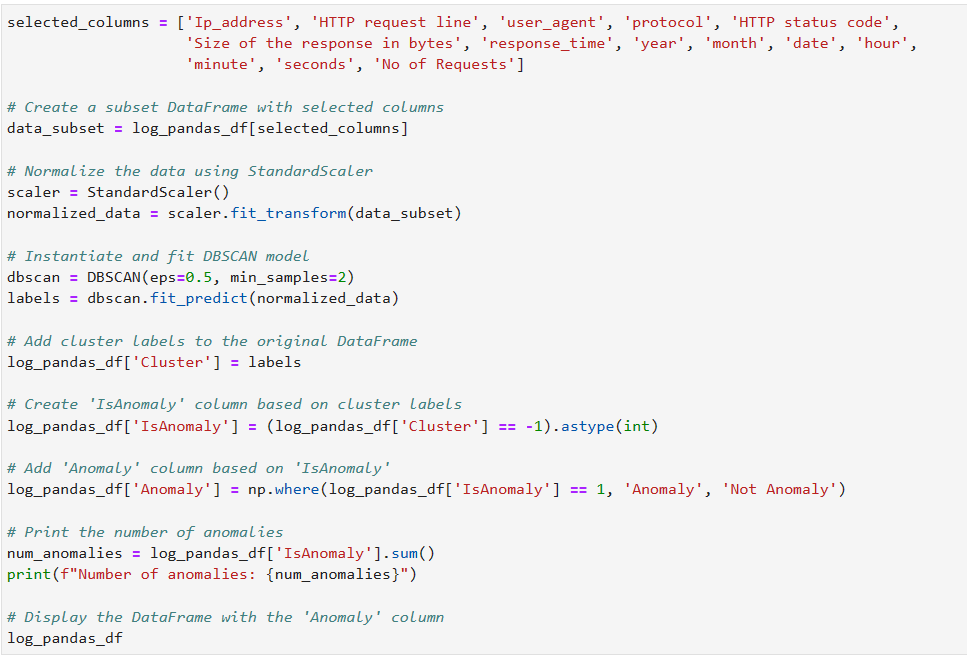 selected_columns = ['Ip_address', 'HTTP request line', 'user_agent', 'protocol', 'HTTP status code',
                    'Size of the response in bytes', 'response_time', 'year', 'month', 'date', 'hour',
                    'minute', 'seconds', 'No of Requests']

# Create a subset DataFrame with selected columns
data_subset = log_pandas_df[selected_columns]

# Normalize the data using StandardScaler
scaler = StandardScaler()
normalized_data = scaler.fit_transform(data_subset)

# Instantiate and fit DBSCAN model
dbscan = DBSCAN(eps=0.5, min_samples=2)
labels = dbscan.fit_predict(normalized_data)

# Add cluster labels to the original DataFrame
log_pandas_df['Cluster'] = labels

# Create 'IsAnomaly' column based on cluster labels
log_pandas_df['IsAnomaly'] = (log_pandas_df['Cluster'] == -1).astype(int)

# Add 'Anomaly' column based on 'IsAnomaly'
log_pandas_df['Anomaly'] = np.where(log_pandas_df['IsAnomaly'] == 1, 'Anomaly', 'Not Anomaly')

# Print the number of anomalies
num_anomalies = log_pandas_df['IsAnomaly'].sum()
print(f"Number of anomalies: {num_anomalies}")

# Display the DataFrame with the 'Anomaly' column
log_pandas_df